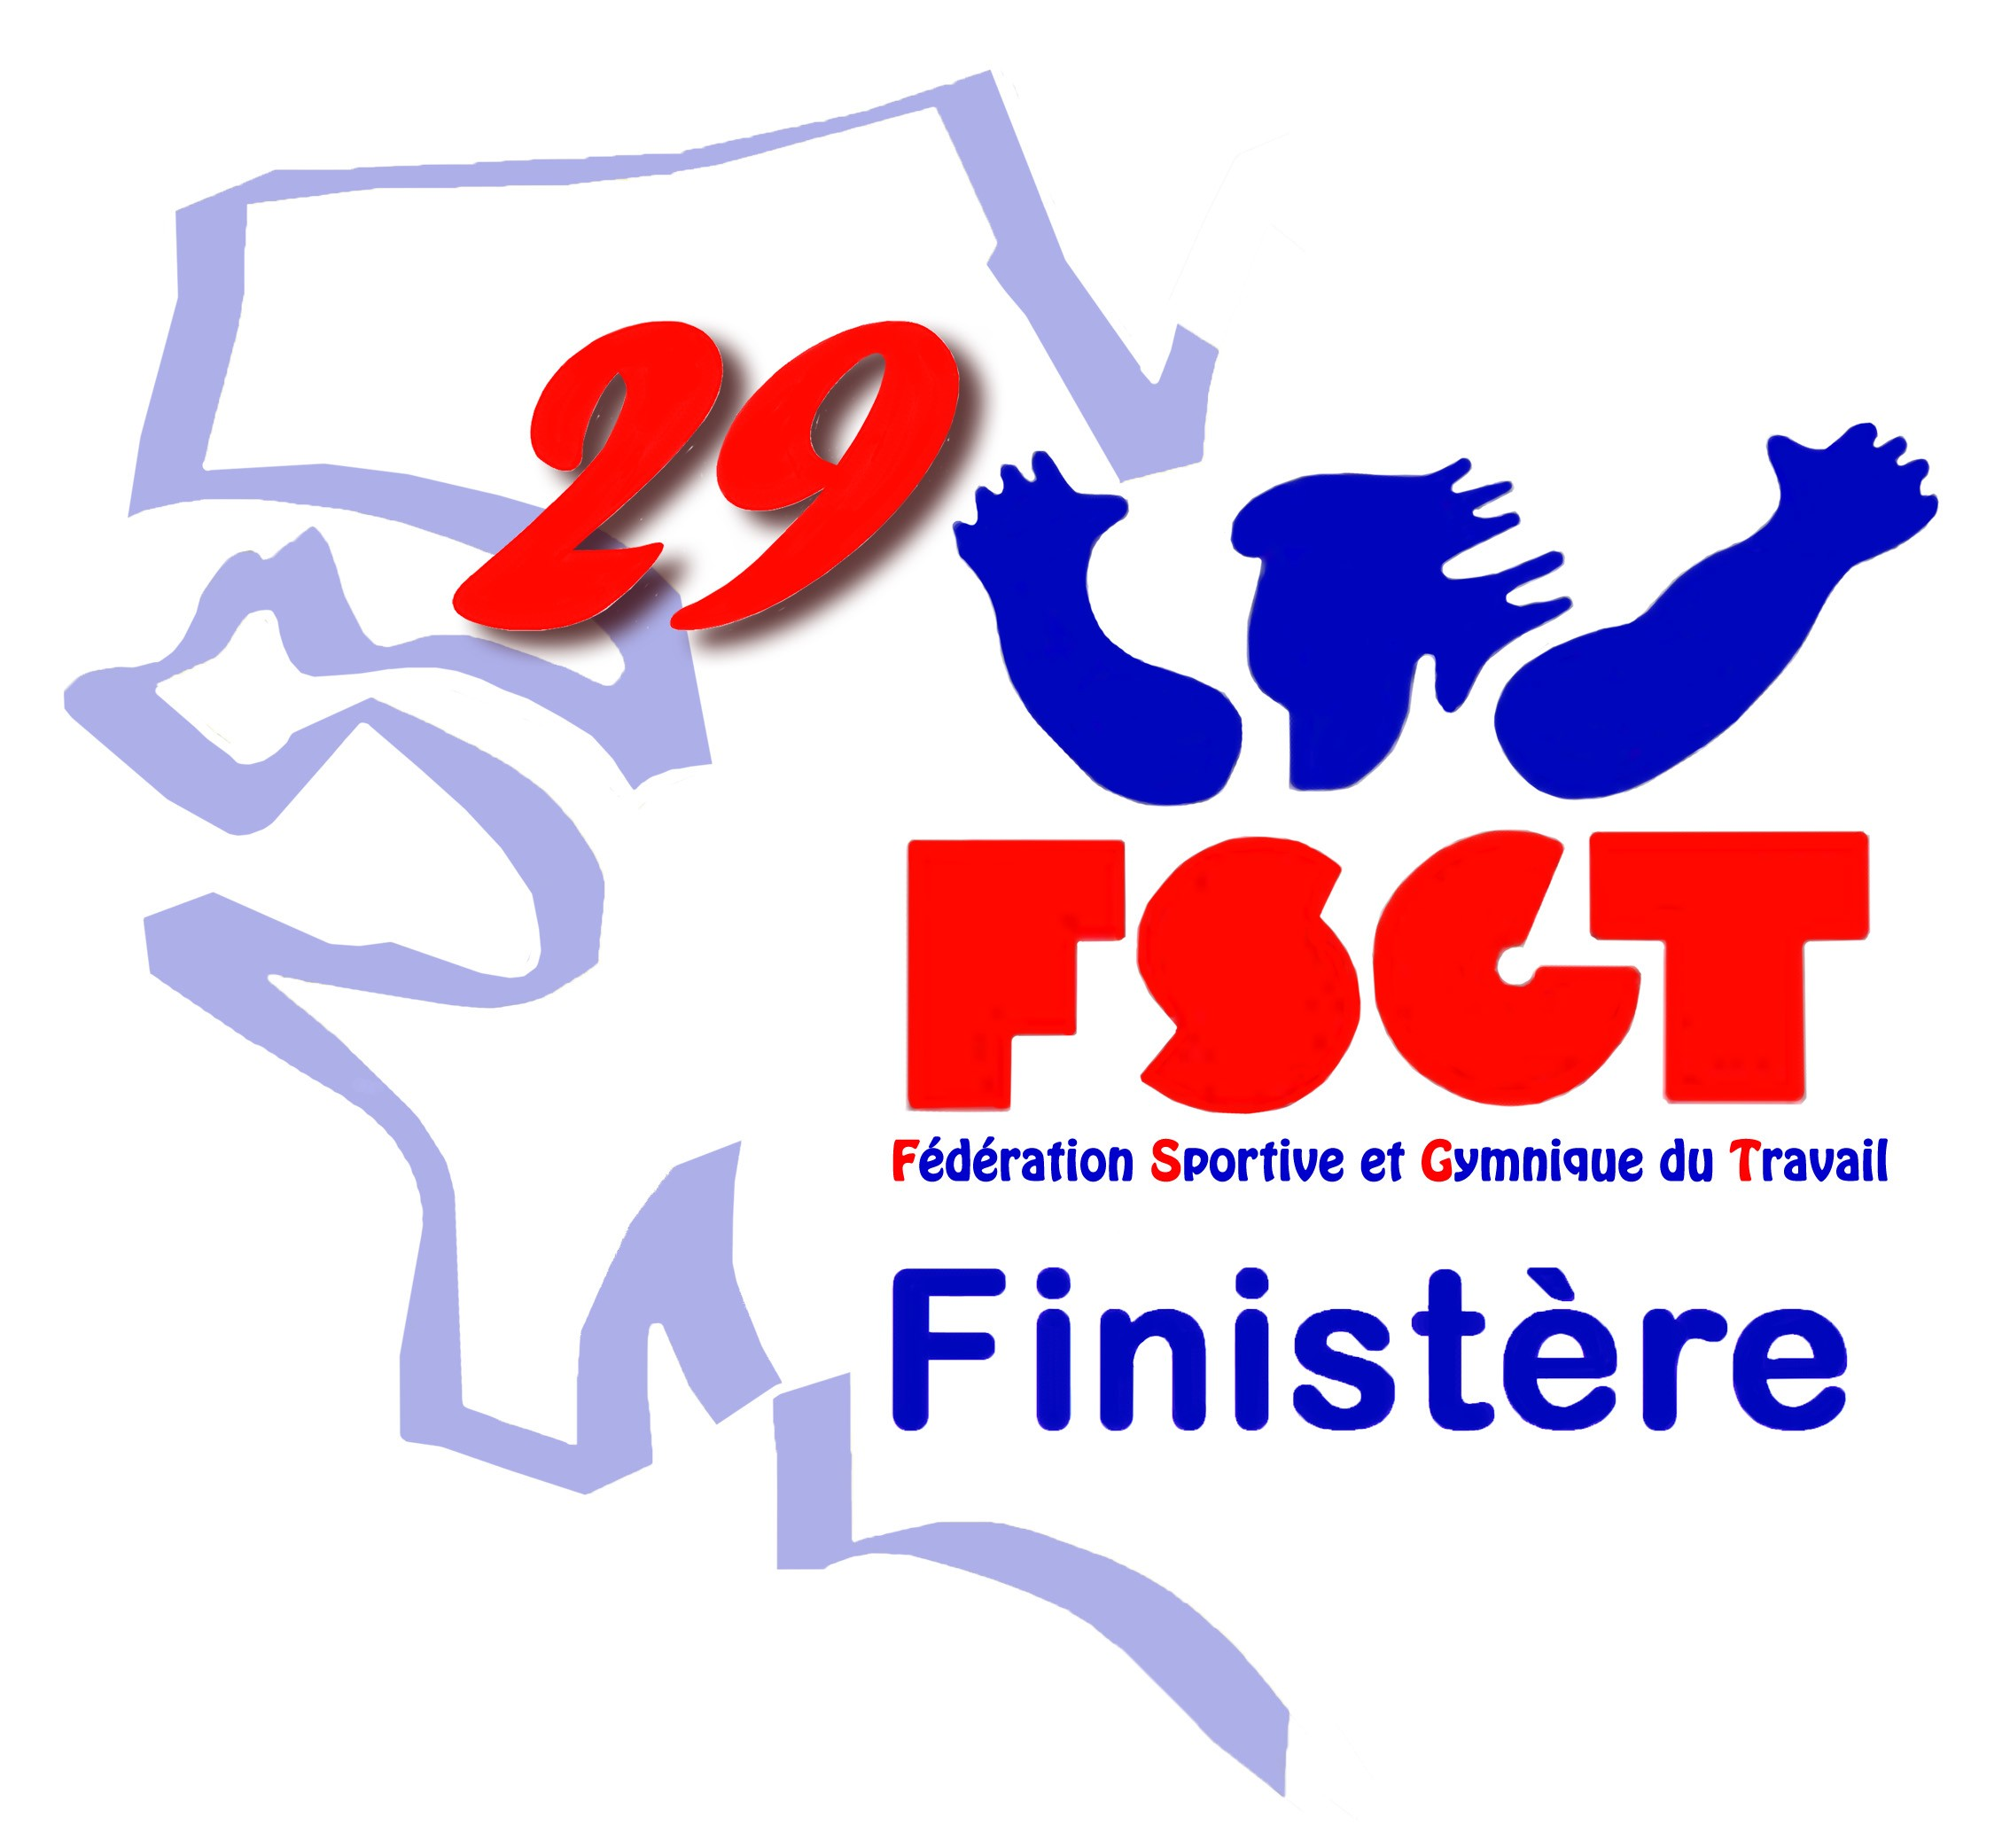 29
FSGT
Fédération Sportive et Gymnique du Travail
Finistère